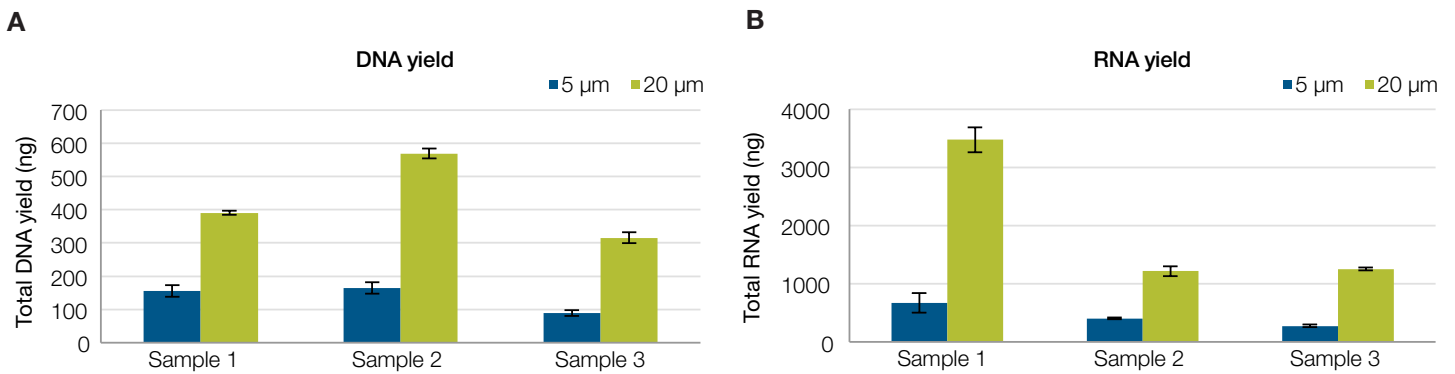 A
DNA yield
5 µm 20 µm
Total DNA yield (ng)
700
600
500
400
300
200
100
0
Sample 1 Sample 2 Sample 3
B
RNA yield
5 µm 20 µm
Total RNA yield (ng)
4000
3000
2000
1000
0
Sample 1 Sample 2 Sample 3